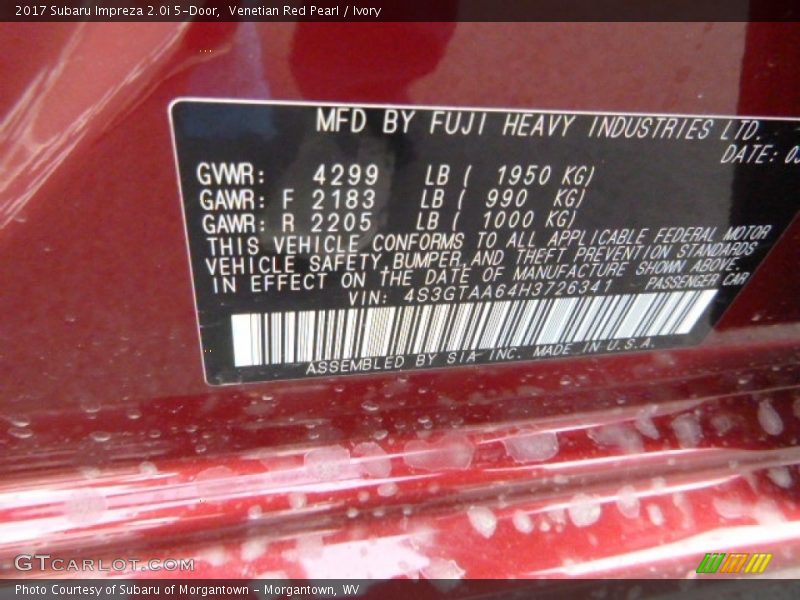 2017 Subaru Impreza 2.0i 5-Door, Venetian Red Pearl / Ivory
MFD BY FUJI HEAVY INDUSTRIES LTD.
DATE: 03
GVWR: 4299 LB ( 1950 KG)
GAWR: F 2183 LB ( 990 KG)
GAWR: R 2205 LB ( 1000 KG)
THIS VEHICLE CONFORMS TO ALL APPLICABLE FEDERAL MOTOR
VEHICLE SAFETY,BUMPER,AND THEFT PREVENTION STANDARDS
IN EFFECT ON THE DATE OF MANUFACTURE SHOWN ABOVE.
VIN: 4S3GTAA64H3726341 PASSENGER CAR
ASSEMBLED BY SIA INC. MADE IN U.S.A.
GTCARLOT.COM
Photo Courtesy of Subaru of Morgantown - Morgantown, WV